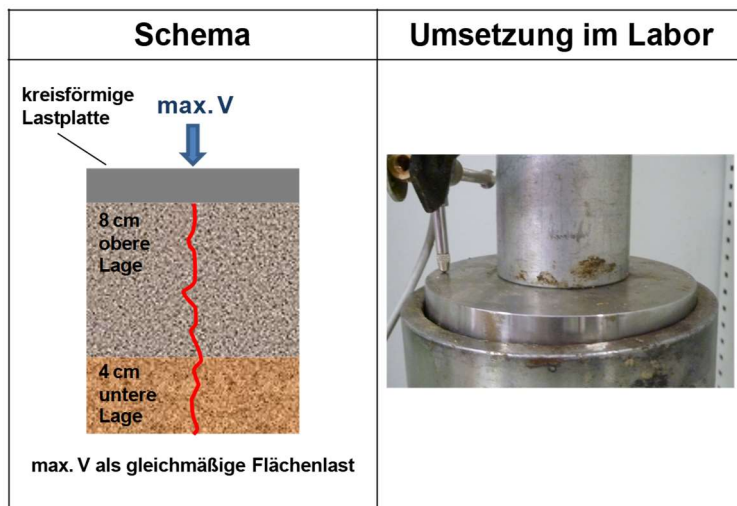 Schema
Umsetzung im Labor
kreisförmige
Lastplatte
max. V
8 cm
obere
Lage
4 cm
untere
Lage
max. V als gleichmäßige Flächenlast